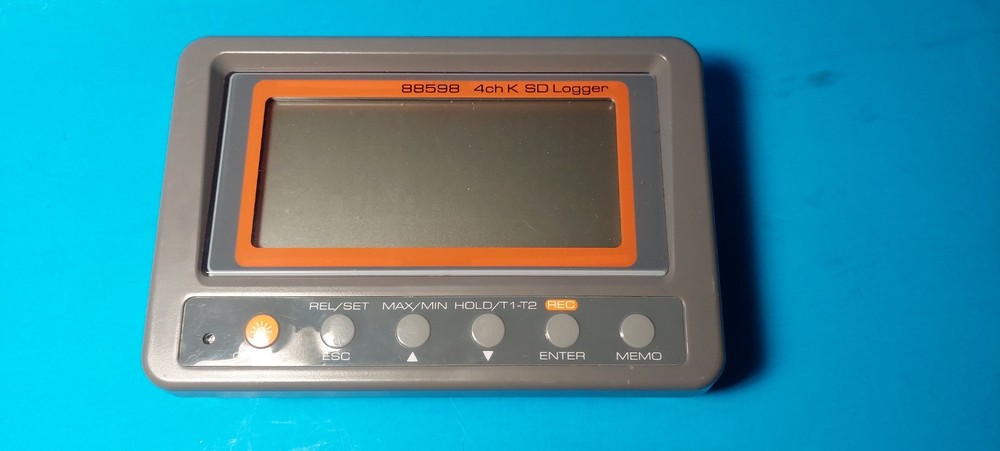 88598 4ch K SD Logger
REL/SET MAX/MIN HOLD/T1-T2 REC
ESC ▲ ▼ ENTER MEMO